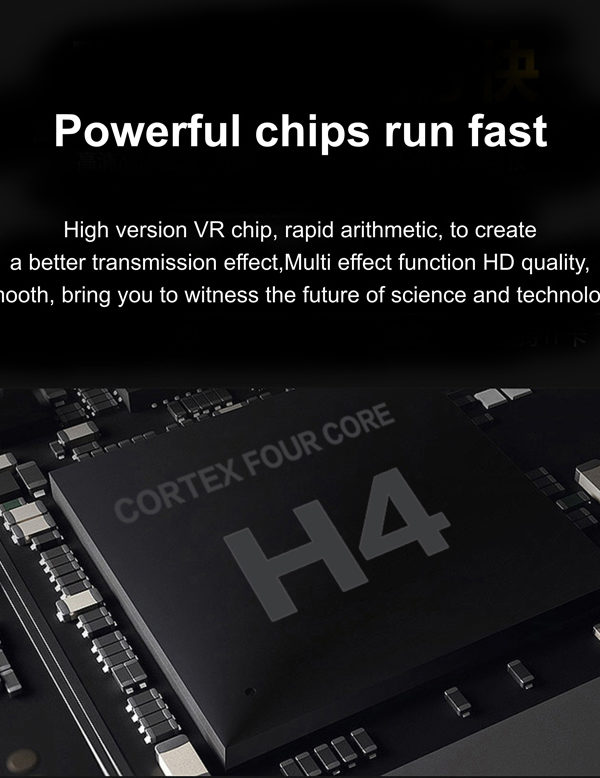 Powerful chips run fast
High version VR chip, rapid arithmetic, to create
a better transmission effect,Multi effect function HD quality,
mooth, bring you to witness the future of science and technolo
CORTEX FOUR CORE
H4